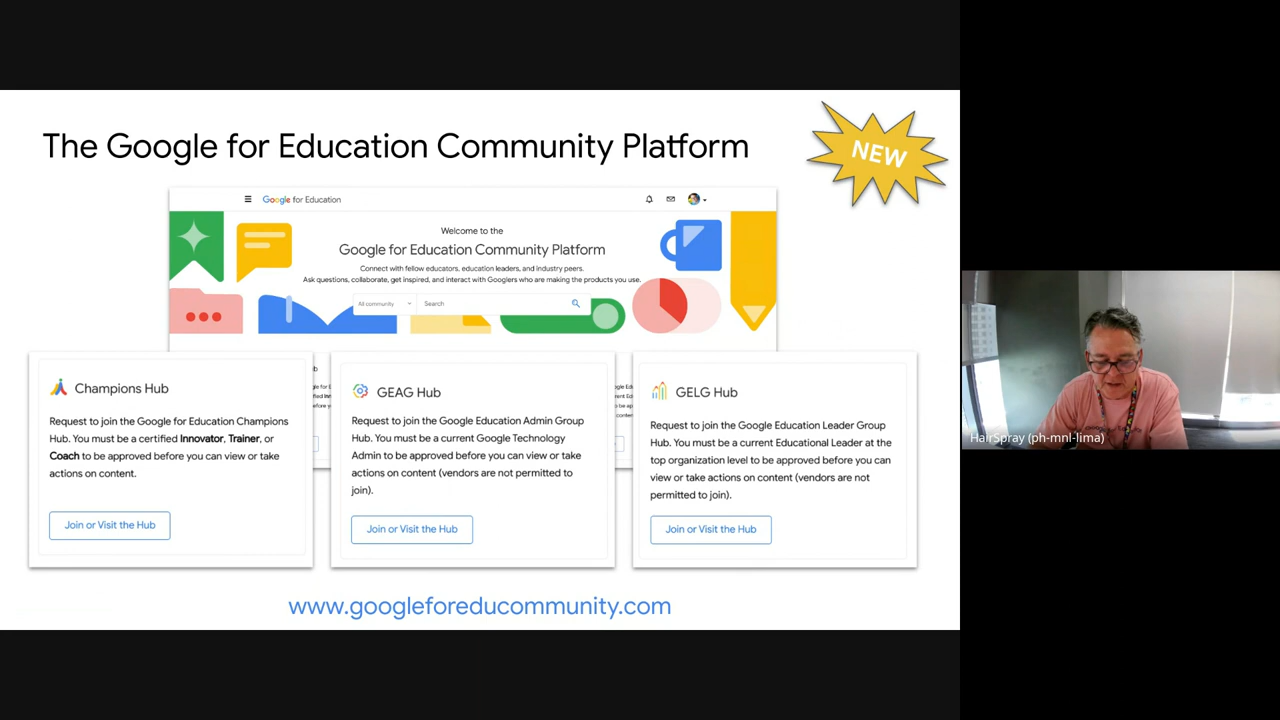 The Google for Education Community Platform
NEW
Google for Education
Welcome to the
Google for Education Community Platform
Connect with fellow educators, education leaders, and industry peers.
Ask questions, collaborate, get inspired, and interact with Googlers who are making the products you use.
All community
Search
Champions Hub
Request to join the Google for Education Champions
Hub. You must be a certified Innovator, Trainer, or
Coach to be approved before you can view or take
actions on content.
Join or Visit the Hub
GEAG Hub
Request to join the Google Education Admin Group
Hub. You must be a current Google Technology
Admin to be approved before you can view or take
actions on content (vendors are not permitted to
join).
Join or Visit the Hub
GELG Hub
Request to join the Google Education Leader Group
Hub. You must be a current Educational Leader at the
top organization level to be approved before you can
view or take actions on content (vendors are not
permitted to join).
Join or Visit the Hub
www.googleforeducommunity.com
HairSpray (ph-mnl-lima)